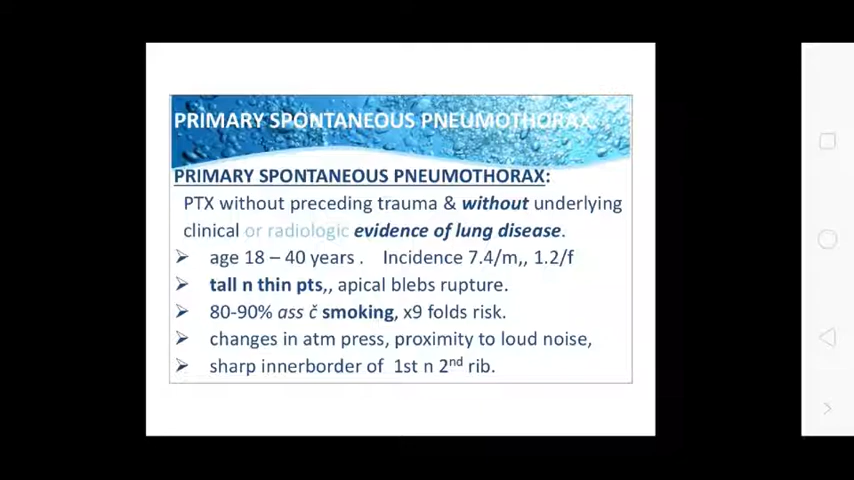 PRIMARY SPONTANEOUS PNEUMOTHORAX
PRIMARY SPONTANEOUS PNEUMOTHORAX:
PTX without preceding trauma & without underlying
clinical or radiologic evidence of lung disease.
➢ age 18 – 40 years . Incidence 7.4/m,, 1.2/f
➢ tall n thin pts,, apical blebs rupture.
➢ 80-90% ass č smoking, x9 folds risk.
➢ changes in atm press, proximity to loud noise,
➢ sharp innerborder of 1st n 2nd rib.